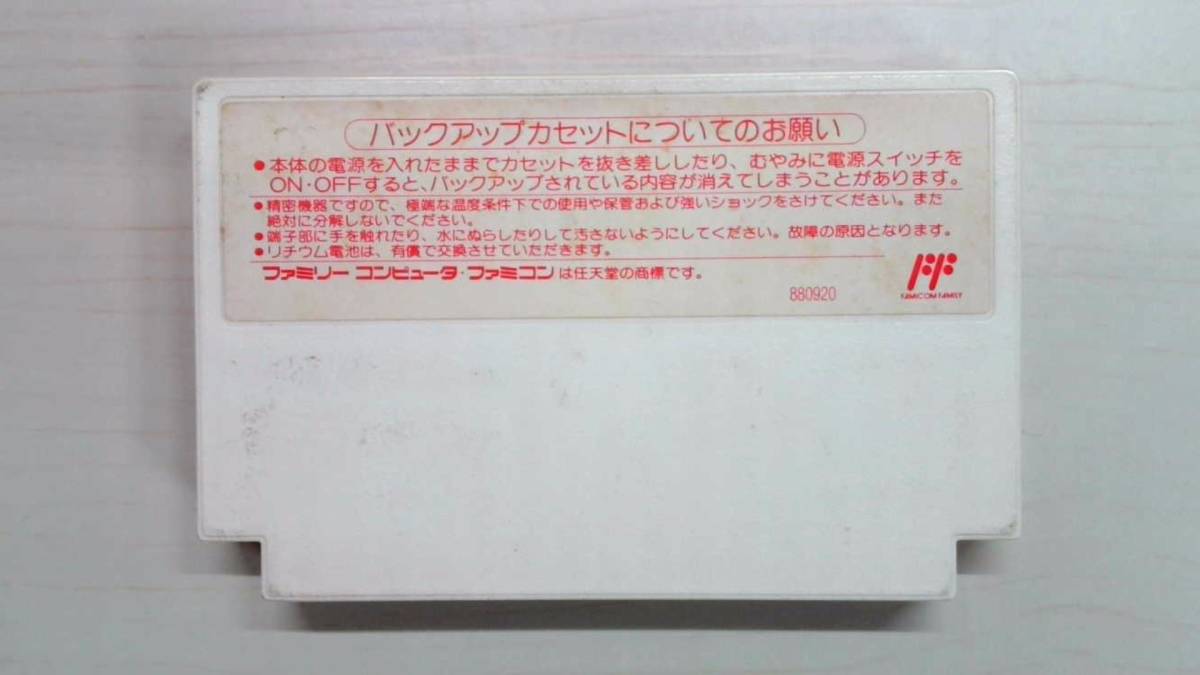 バックアップカセットについてのお願い
●本体の電源を入れたままでカセットを抜き差ししたり、むやみに電源スイッチを
ON・OFFすると、バックアップされている内容が消えてしまうことがあります。
●精密機器ですので、極端な温度条件下での使用や保管および強いショックをさけてください。また
絶対に分解しないでください。
●端子部に手を触れたり、水にぬらしたりして汚さないようにしてください。故障の原因となります。
●リチウム電池は、有償で交換させていただきます。
ファミリー コンピュータ・ファミコン は任天堂の商標です。
880920
FAMICOM FAMILY